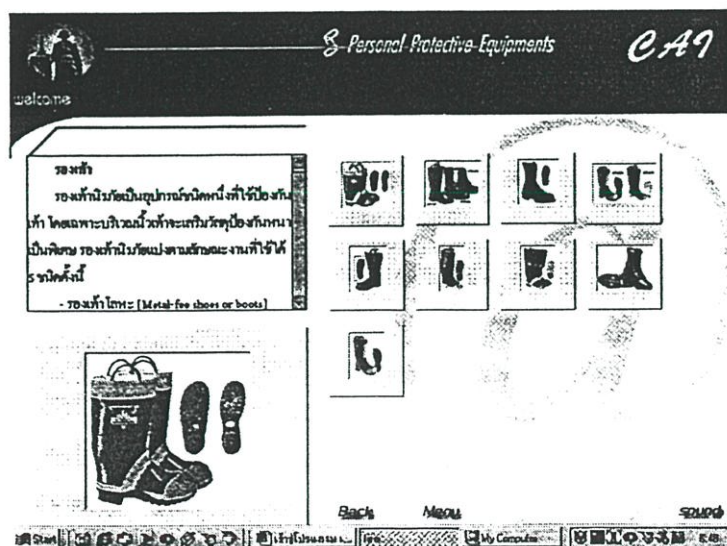 Personal Protective Equipments
CAI
welcome
รองเท้า
รองเท้านิรภัยเป็นอุปกรณ์ชนิดหนึ่งที่ใช้ป้องกัน
เท้า โดยเฉพาะบริเวณนิ้วเท้าจะเสริมวัสดุป้องกันหนา
เป็นพิเศษ รองเท้านิรภัยแบ่งตามลักษณะงานที่ใช้ได้
5 ชนิดดังนี้
- รองเท้าโลหะ [Metal-fee shoes or boots]
Back Menu sound
Start My Computer 8:48